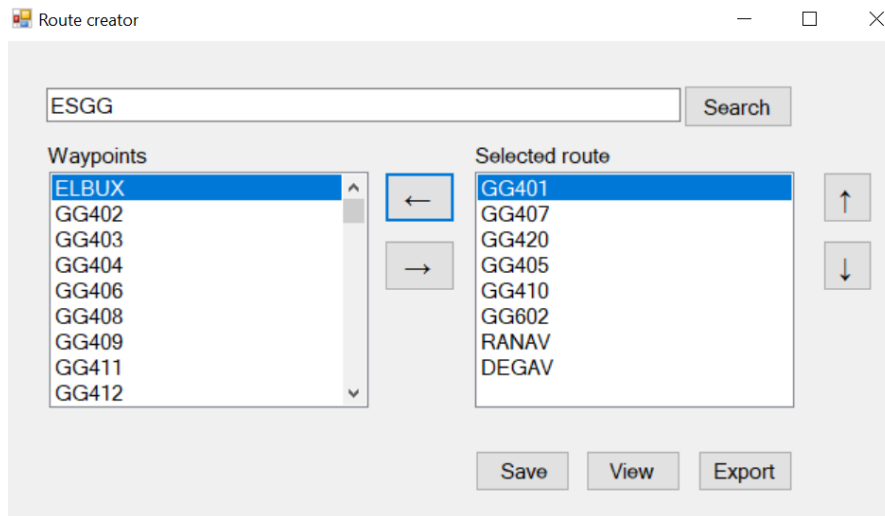 Route creator
ESGG
Search
Waypoints
ELBUX
GG402
GG403
GG404
GG406
GG408
GG409
GG411
GG412
←
→
Selected route
GG401
GG407
GG420
GG405
GG410
GG602
RANAV
DEGAV
↑
↓
Save View Export